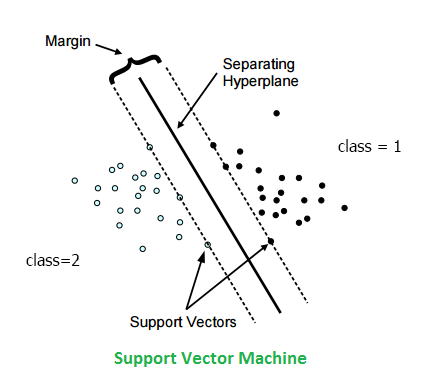 Margin
Separating
Hyperplane
class = 1
class=2
Support Vectors
Support Vector Machine